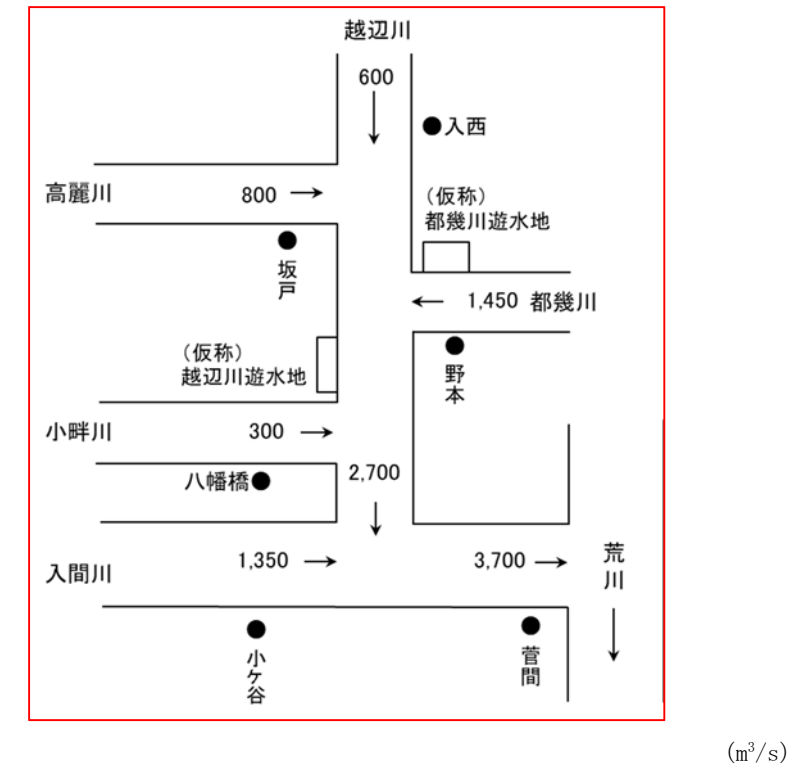 越辺川
600
入西
高麗川
800
(仮称)
都幾川遊水地
坂戸
1,450
都幾川
(仮称)
越辺川遊水地
野本
小畔川
300
八幡橋
2,700
入間川
1,350
3,700
荒川
小ケ谷
菅間
(m³/s)